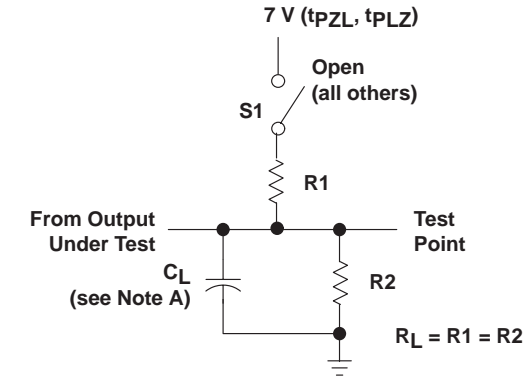 7 V (tPZL, tPLZ)
Open
(all others)
S1
R1
From Output
Under Test
Test
Point
CL
(see Note A)
R2
RL = R1 = R2